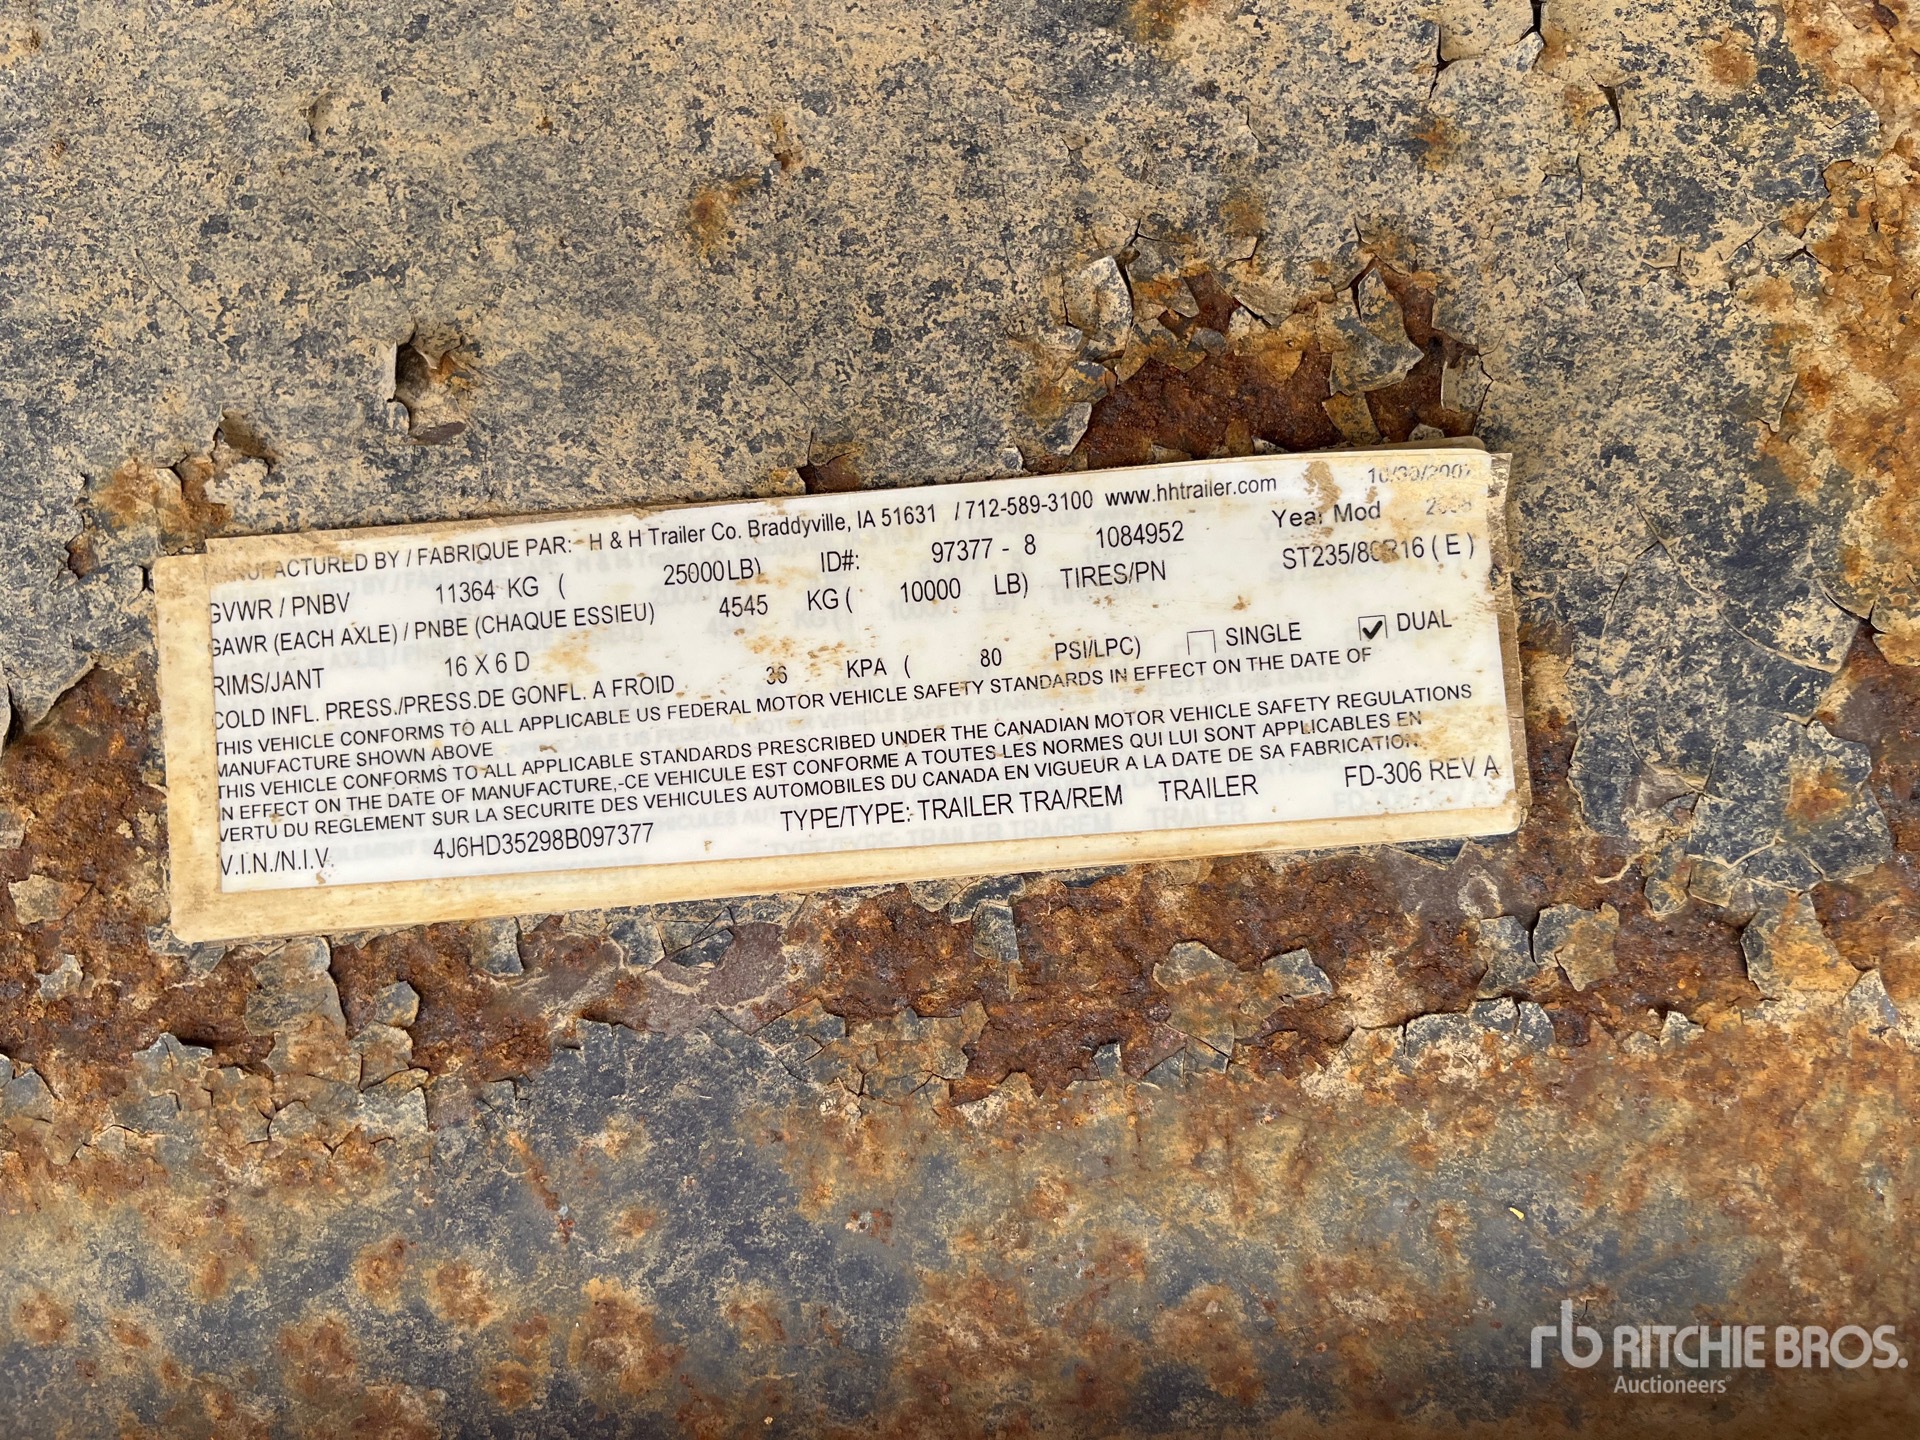 MANUFACTURED BY / FABRIQUE PAR: H & H Trailer Co. Braddyville, IA 51631 / 712-589-3100 www.hhtrailer.com 10/30/2007
GVWR / PNBV 11364 KG ( 25000LB) ID#: 97377 - 8 1084952 Year Mod 2008
GAWR (EACH AXLE) / PNBE (CHAQUE ESSIEU) 4545 KG ( 10000 LB) TIRES/PN ST235/80R16 ( E )
RIMS/JANT 16 X 6 D
COLD INFL. PRESS./PRESS.DE GONFL. A FROID 36 KPA ( 80 PSI/LPC) SINGLE DUAL
THIS VEHICLE CONFORMS TO ALL APPLICABLE US FEDERAL MOTOR VEHICLE SAFETY STANDARDS IN EFFECT ON THE DATE OF
MANUFACTURE SHOWN ABOVE
THIS VEHICLE CONFORMS TO ALL APPLICABLE STANDARDS PRESCRIBED UNDER THE CANADIAN MOTOR VEHICLE SAFETY REGULATIONS
IN EFFECT ON THE DATE OF MANUFACTURE,-CE VEHICULE EST CONFORME A TOUTES LES NORMES QUI LUI SONT APPLICABLES EN
VERTU DU REGLEMENT SUR LA SECURITE DES VEHICULES AUTOMOBILES DU CANADA EN VIGUEUR A LA DATE DE SA FABRICATION.
V.I.N./N.I.V. 4J6HD35298B097377 TYPE/TYPE: TRAILER TRA/REM TRAILER FD-306 REV A
rb RITCHIE BROS.
Auctioneers